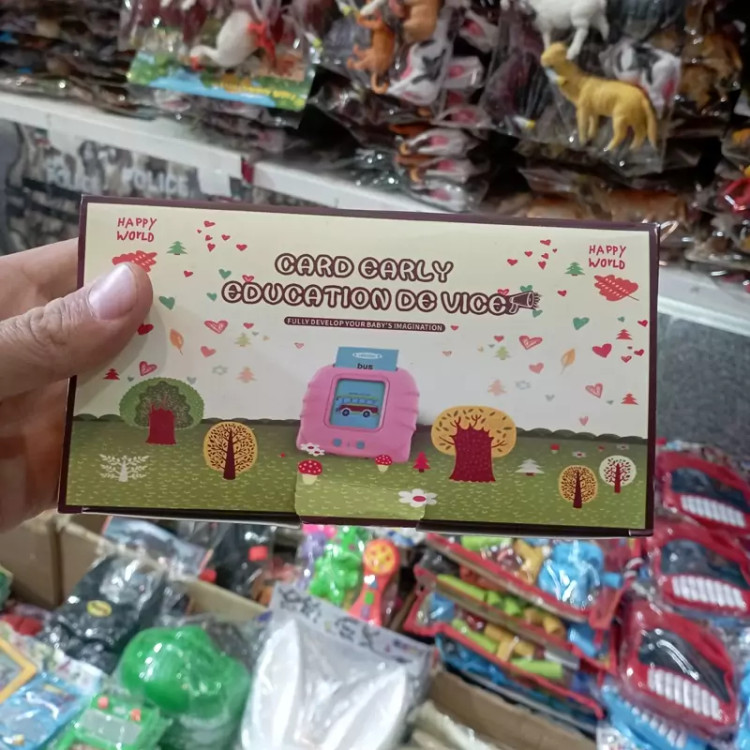 POLICE
POLICE
HAPPY
WORLD
HAPPY
WORLD
CARD EARLY
EDUCATION DE VICE
FULLY DEVELOP YOUR BABY'S IMAGINATION
bus